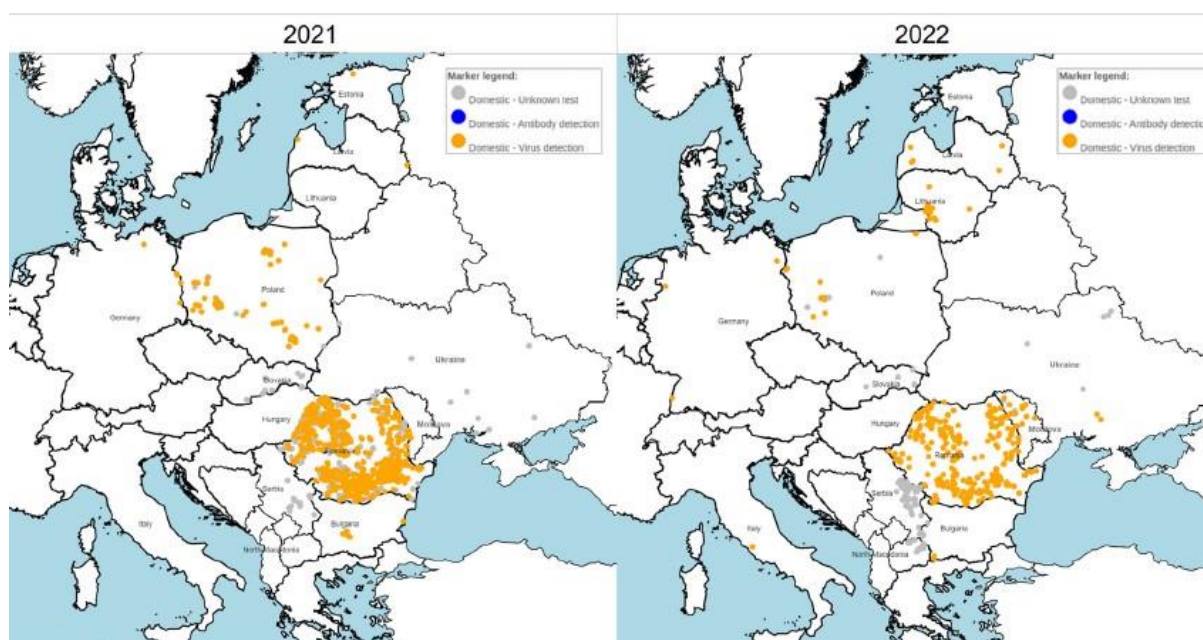 2021
2022
Marker legend:
Domestic - Unknown test
Domestic - Antibody detection
Domestic - Virus detection
Estonia
Latvia
Lithuania
Poland
Germany
Ukraine
Slovakia
Hungary
Moldova
Romania
Serbia
Bulgaria
Italy
North Macedonia
Marker legend:
Domestic - Unknown test
Domestic - Antibody detection
Domestic - Virus detection
Estonia
Latvia
Lithuania
Poland
Germany
Ukraine
Slovakia
Hungary
Moldova
Romania
Serbia
Bulgaria
Italy
North Macedonia